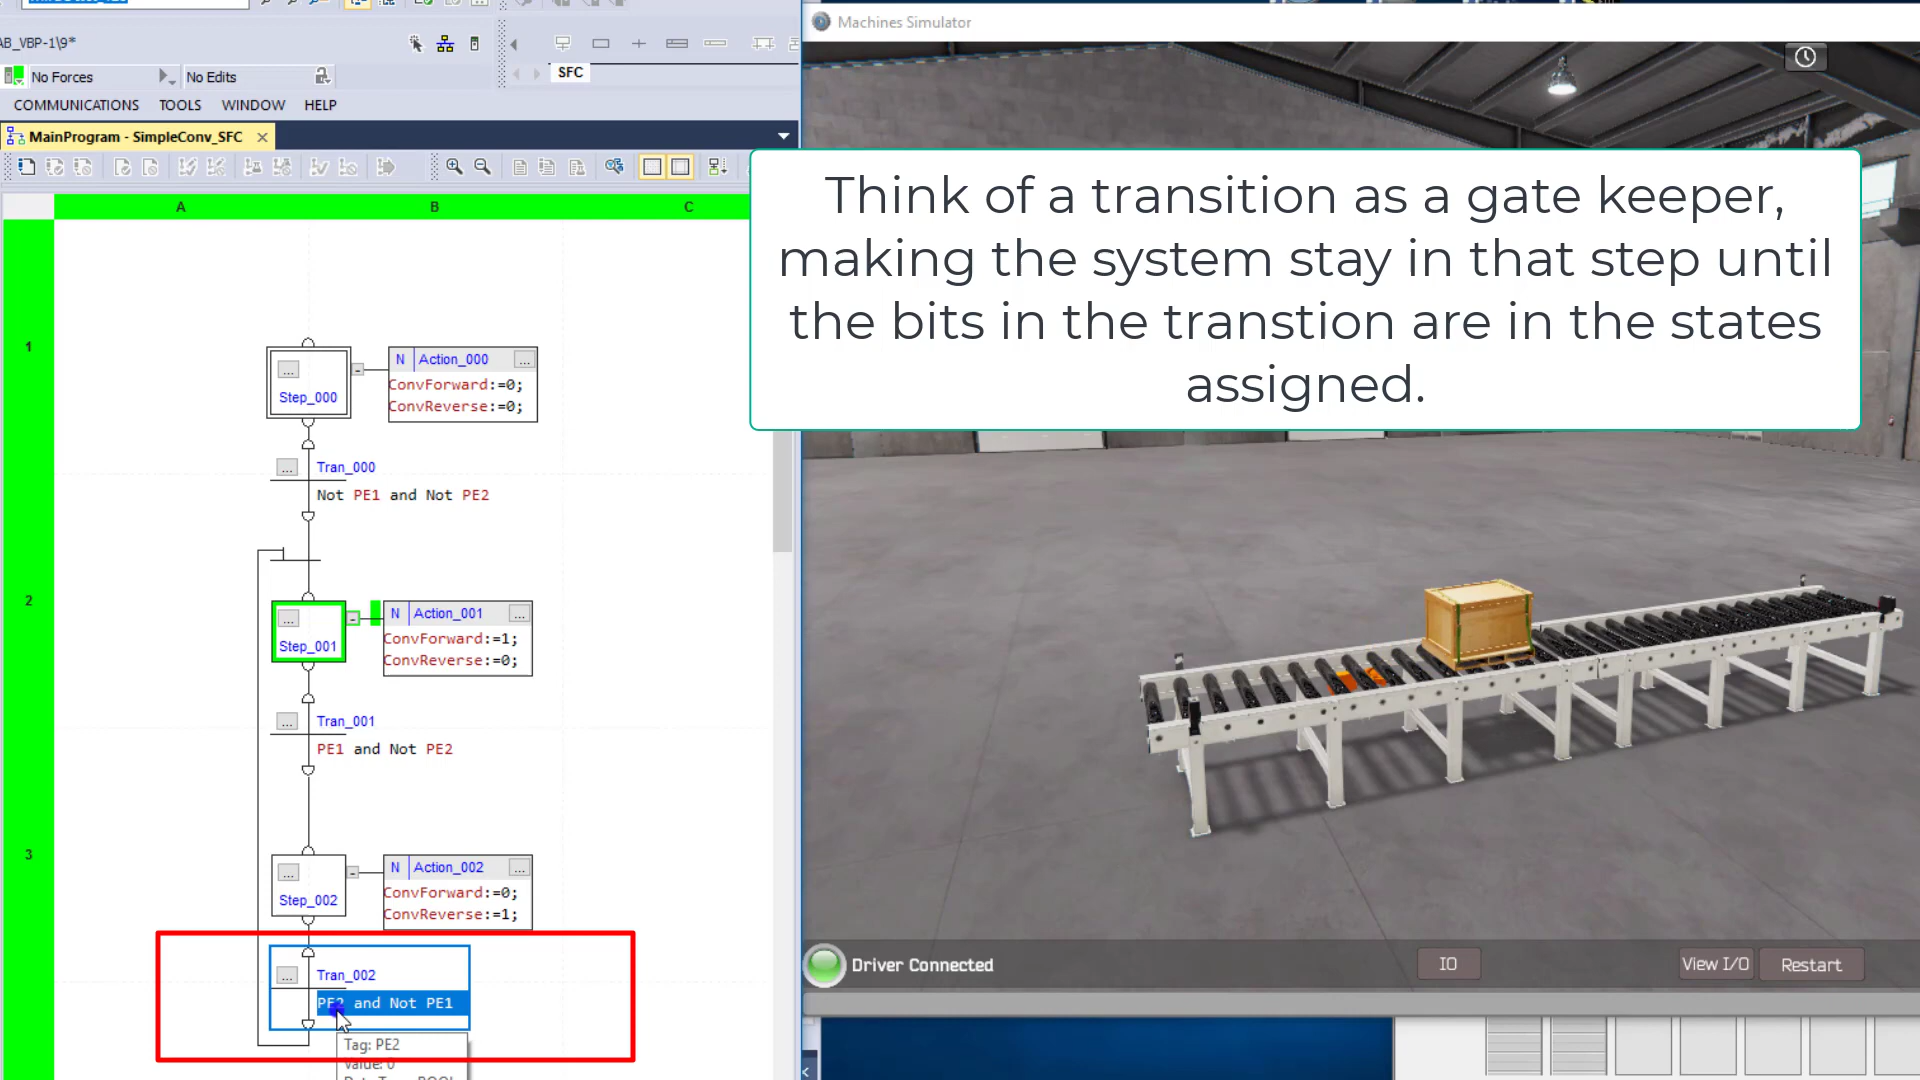 AB_VBP-1\9*
No Forces
No Edits
SFC
COMMUNICATIONS TOOLS WINDOW HELP
MainProgram - SimpleConv_SFC
A B C
1
N Action_000 ...
...
ConvForward:=0;
Step_000
ConvReverse:=0;
... Tran_000
Not PE1 and Not PE2
2
N Action_001 ...
...
ConvForward:=1;
Step_001
ConvReverse:=0;
... Tran_001
PE1 and Not PE2
3
N Action_002 ...
...
ConvForward:=0;
Step_002
ConvReverse:=1;
... Tran_002
PE2 and Not PE1
Tag: PE2
Value: 0
Machines Simulator
Think of a transition as a gate keeper,
making the system stay in that step until
the bits in the transtion are in the states
assigned.
Driver Connected
IO
View I/O
Restart